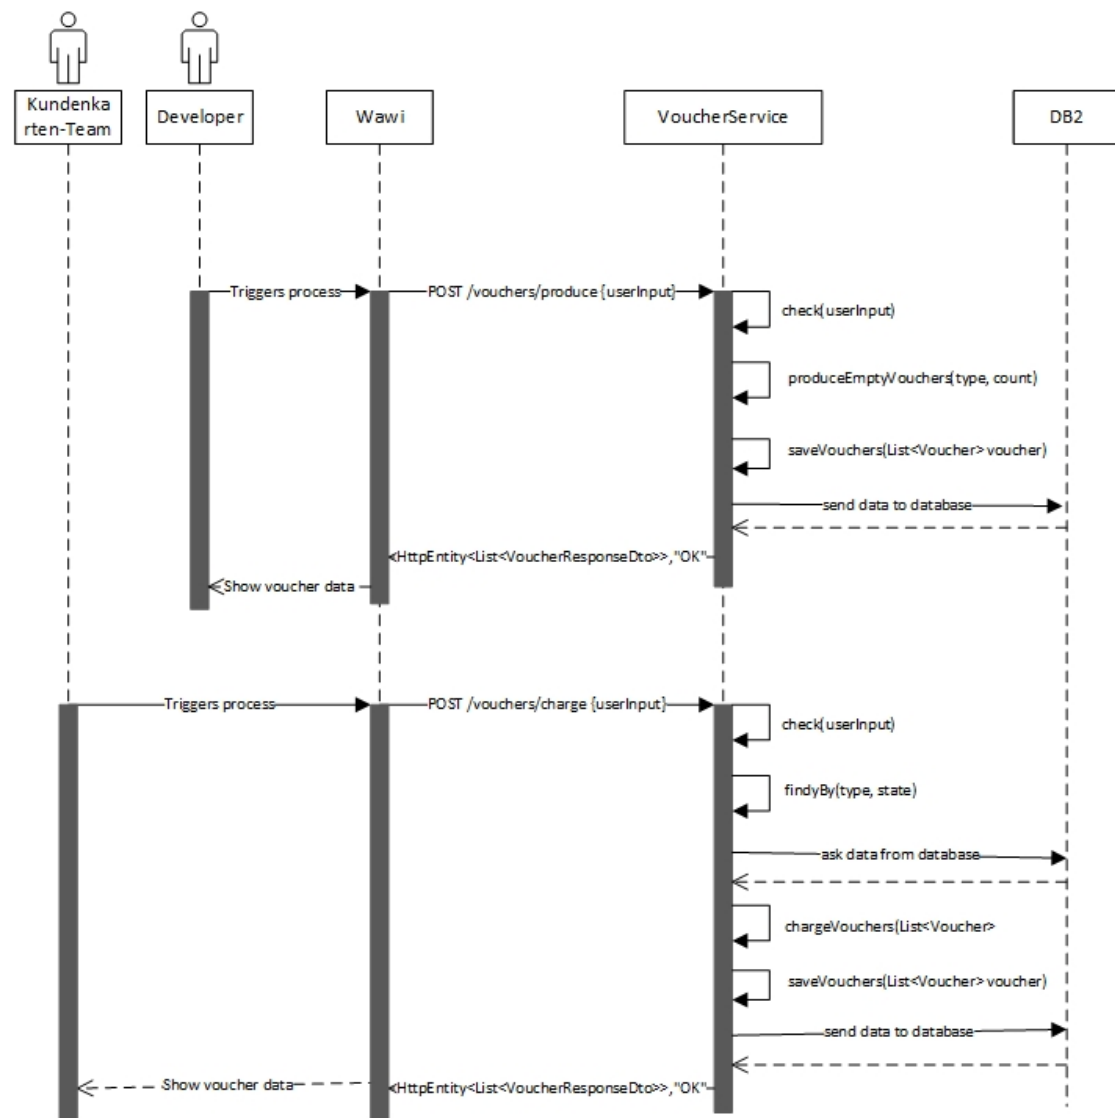 Kundenka
rten-Team
Developer
Wawi
VoucherService
DB2
Triggers process
POST /vouchers/produce {userInput}
check(userInput)
produceEmptyVouchers(type, count)
saveVouchers(List<Voucher> voucher)
send data to database
HttpEntity<List<VoucherResponseDto>>,"OK"
Show voucher data
Triggers process
POST /vouchers/charge {userInput}
check(userInput)
findyBy(type, state)
ask data from database
chargeVouchers(List<Voucher>
saveVouchers(List<Voucher> voucher)
send data to database
Show voucher data
HttpEntity<List<VoucherResponseDto>>,"OK"